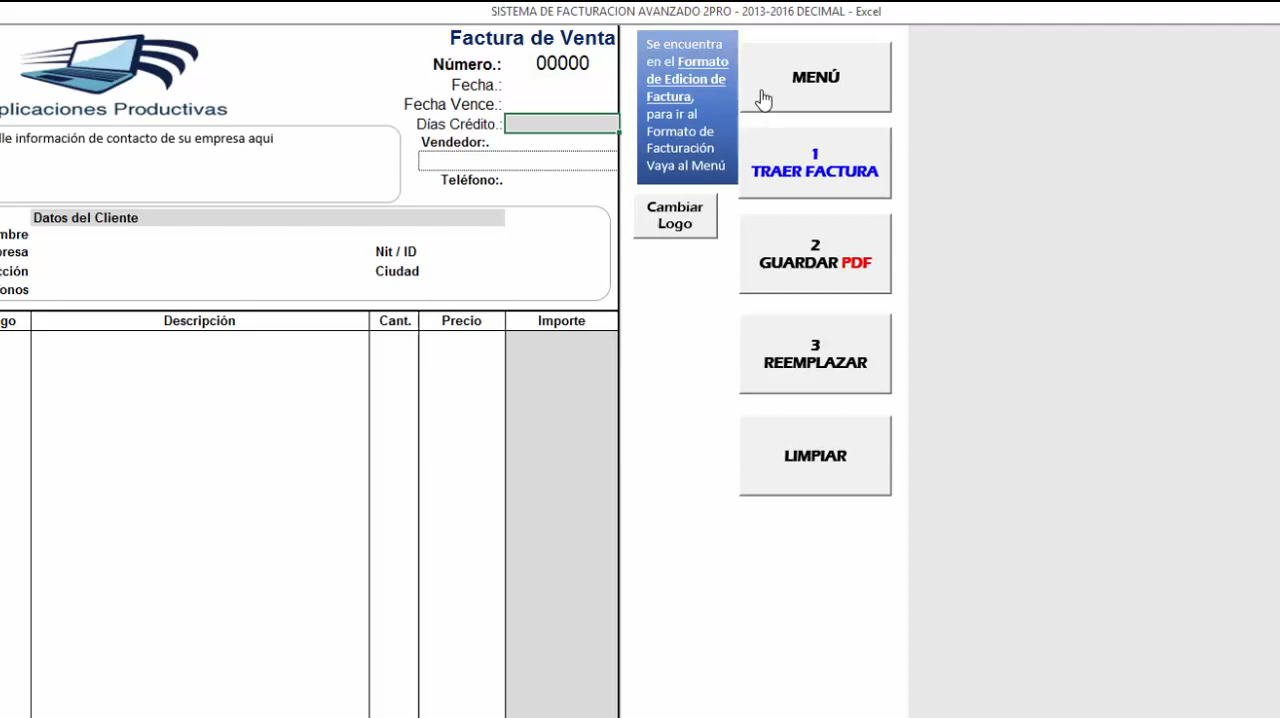 SISTEMA DE FACTURACION AVANZADO 2PRO - 2013-2016 DECIMAL - Excel
plicaciones Productivas
lle información de contacto de su empresa aqui
Factura de Venta
Número.: 00000
Fecha.:
Fecha Vence.:
Días Crédito.:
Vendedor:.
Teléfono:.
Datos del Cliente
mbre
resa
Nit / ID
cción
Ciudad
onos
go Descripción Cant. Precio Importe
Se encuentra
en el Formato
de Edicion de
Factura,
para ir al
Formato de
Facturación
Vaya al Menú
Cambiar
Logo
MENÚ
1
TRAER FACTURA
2
GUARDAR PDF
3
REEMPLAZAR
LIMPIAR